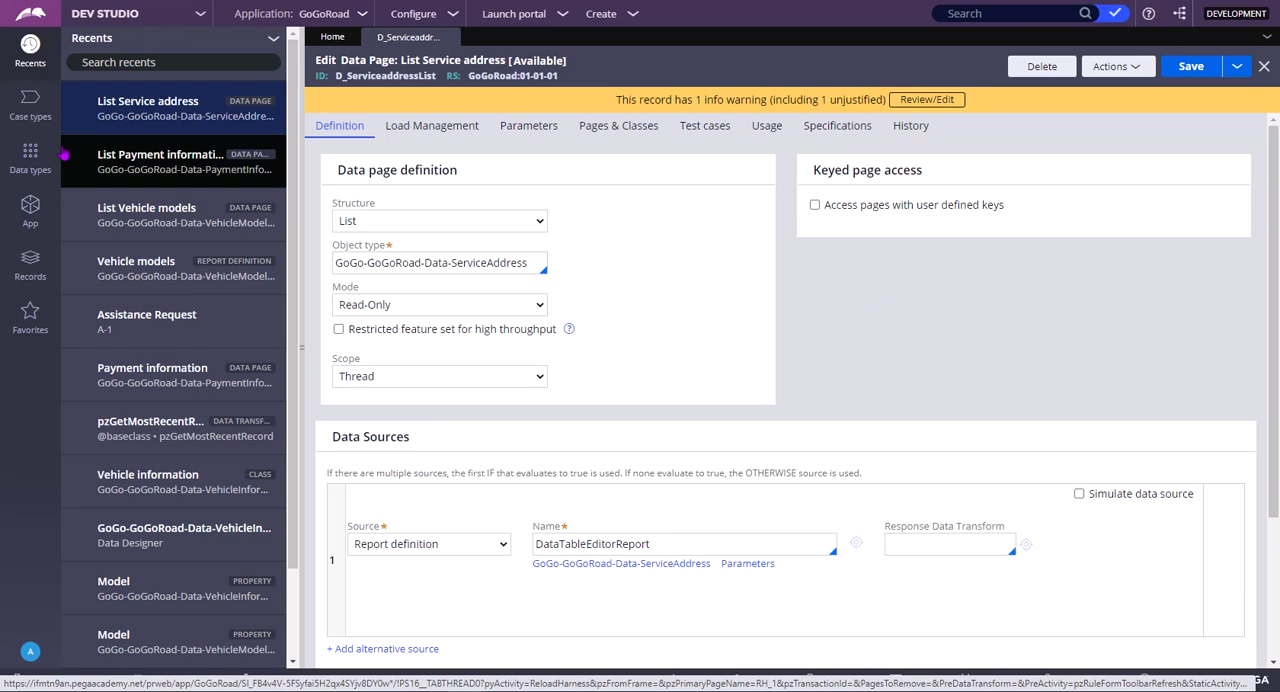 DEV STUDIO
Application: GoGoRoad
Configure
Launch portal
Create
Search
DEVELOPMENT
Recents
Case types
Data types
App
Records
Favorites
A
Recents
Search recents
List Service address DATA PAGE
GoGo-GoGoRoad-Data-ServiceAddre...
List Payment informati... DATA PA...
GoGo-GoGoRoad-Data-PaymentInfo...
List Vehicle models DATA PAGE
GoGo-GoGoRoad-Data-VehicleModel...
Vehicle models REPORT DEFINITION
GoGo-GoGoRoad-Data-VehicleModel...
Assistance Request
A-1
Payment information DATA PAGE
GoGo-GoGoRoad-Data-PaymentInfo...
pzGetMostRecentR... DATA TRANSF...
@baseclass • pzGetMostRecentRecord
Vehicle information CLASS
GoGo-GoGoRoad-Data-VehicleInfor...
GoGo-GoGoRoad-Data-VehicleIn...
Data Designer
Model PROPERTY
GoGo-GoGoRoad-Data-VehicleInfor...
Model PROPERTY
GoGo-GoGoRoad-Data-VehicleModel...
Home
D_Serviceaddr...
Edit Data Page: List Service address [Available]
ID: D_ServiceaddressList RS: GoGoRoad:01-01-01
Delete
Actions
Save
This record has 1 info warning (including 1 unjustified) Review/Edit
Definition
Load Management
Parameters
Pages & Classes
Test cases
Usage
Specifications
History
Data page definition
Structure
List
Object type*
GoGo-GoGoRoad-Data-ServiceAddress
Mode
Read-Only
Restricted feature set for high throughput
Scope
Thread
Keyed page access
Access pages with user defined keys
Data Sources
If there are multiple sources, the first IF that evaluates to true is used. If none evaluate to true, the OTHERWISE source is used.
Simulate data source
1
Source*
Report definition
Name*
DataTableEditorReport
GoGo-GoGoRoad-Data-ServiceAddress Parameters
Response Data Transform
+ Add alternative source